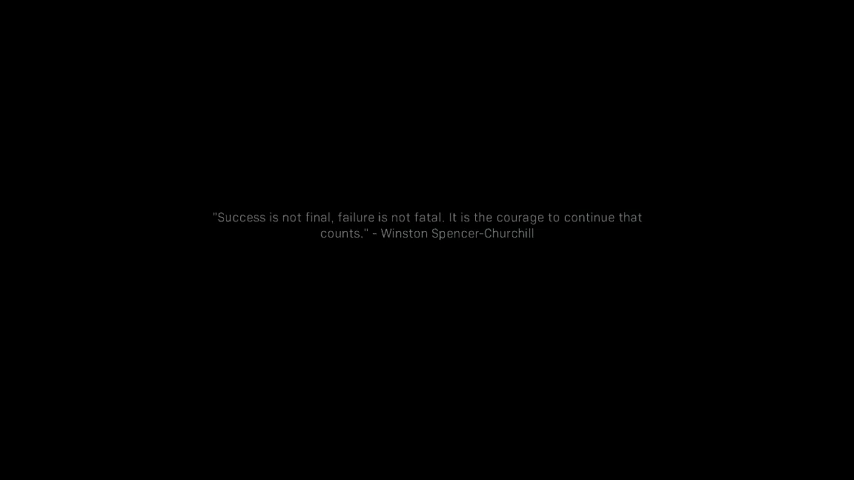 "Success is not final, failure is not fatal. It is the courage to continue that
counts." - Winston Spencer-Churchill